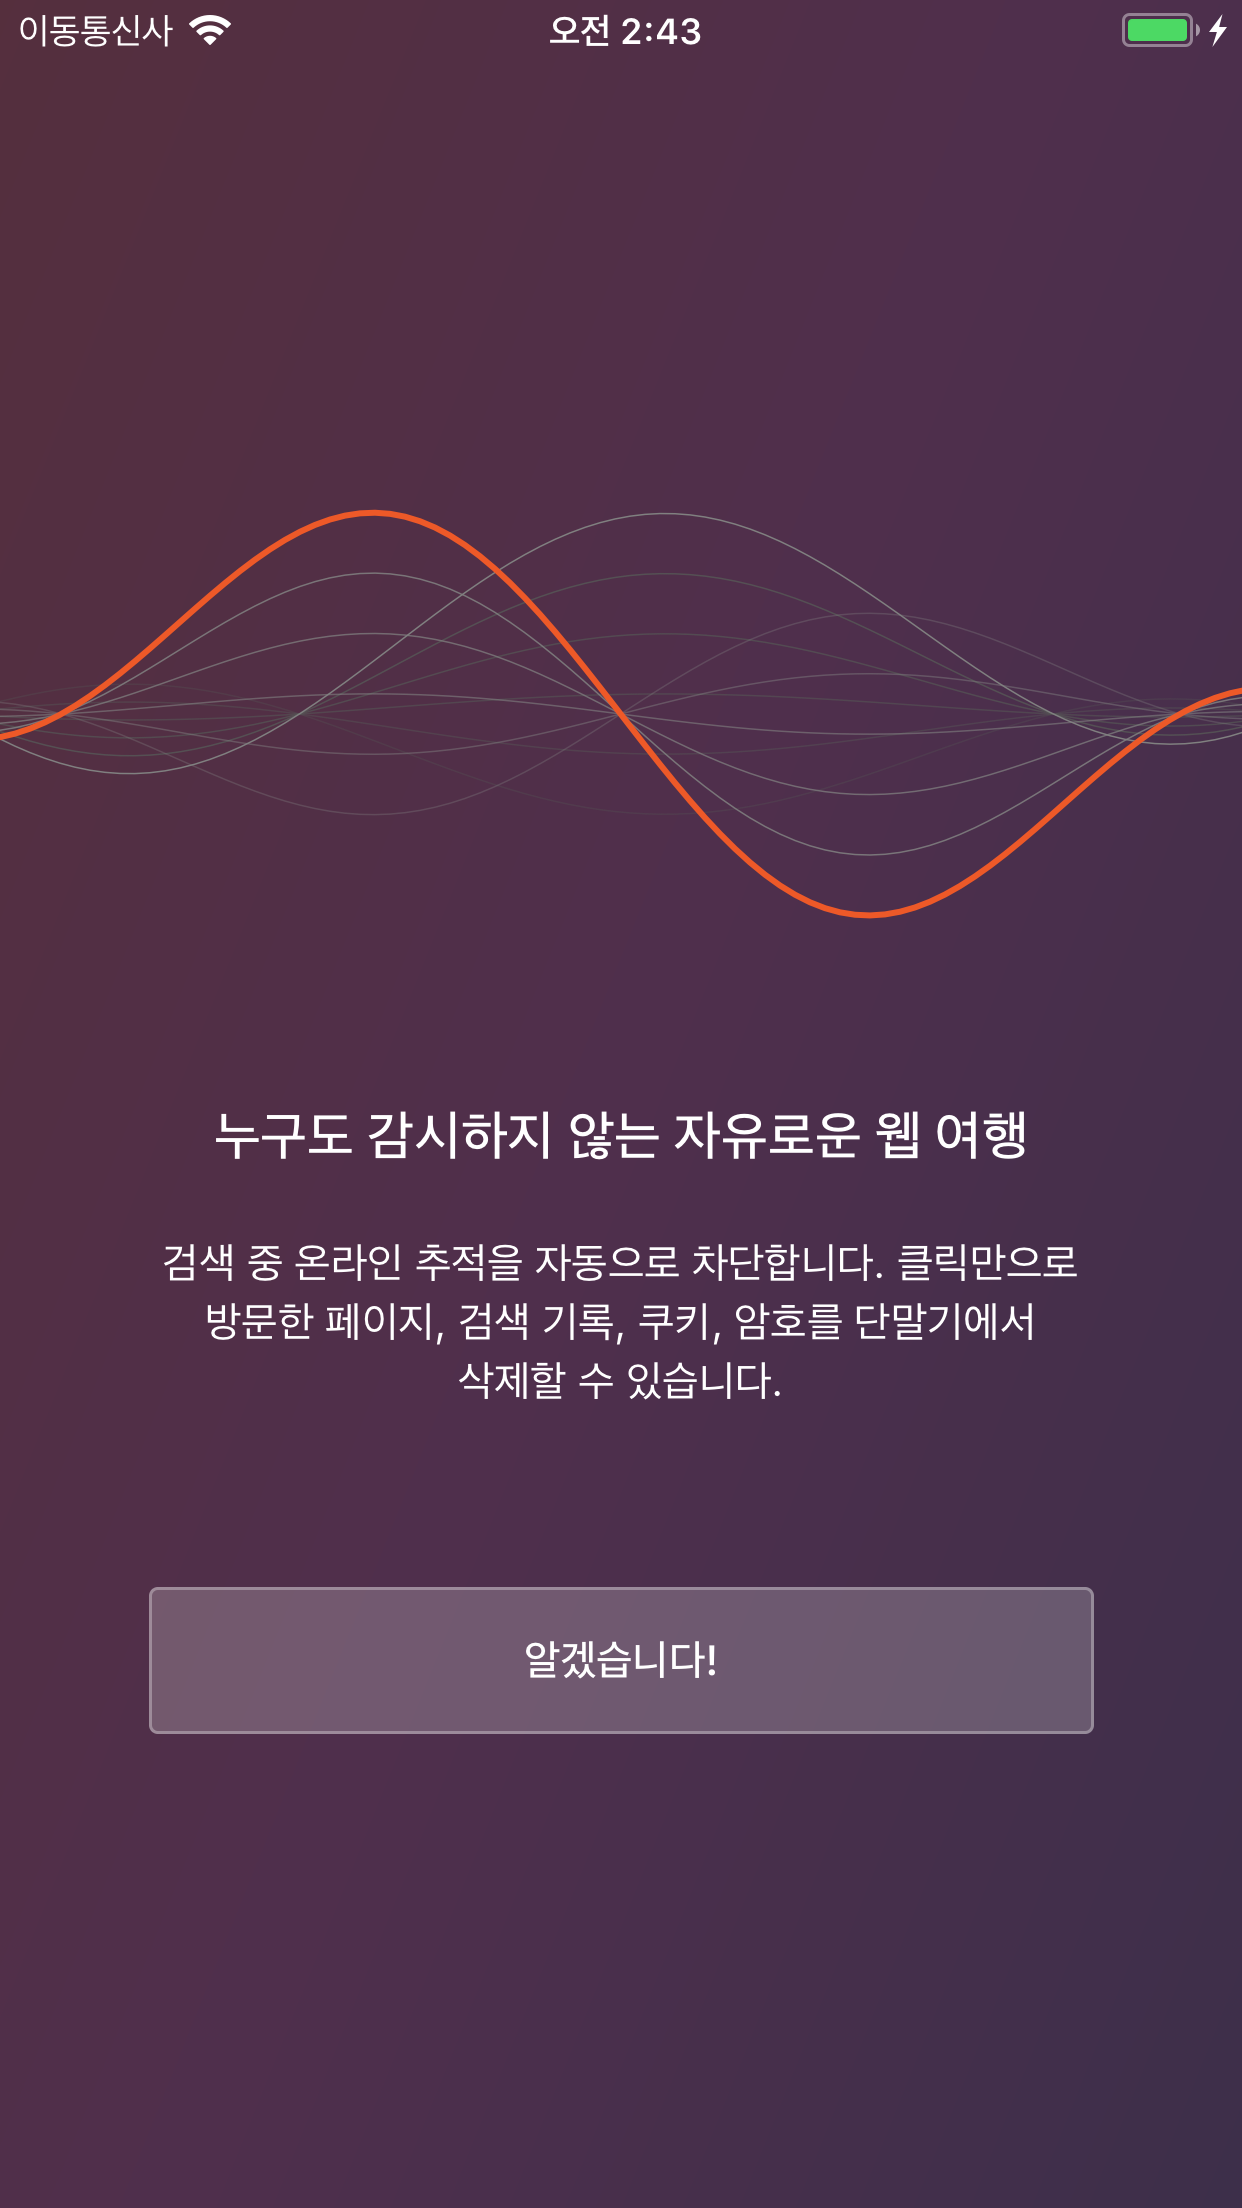 이동통신사 오전 2:43
누구도 감시하지 않는 자유로운 웹 여행
검색 중 온라인 추적을 자동으로 차단합니다. 클릭만으로
방문한 페이지, 검색 기록, 쿠키, 암호를 단말기에서
삭제할 수 있습니다.
알겠습니다!